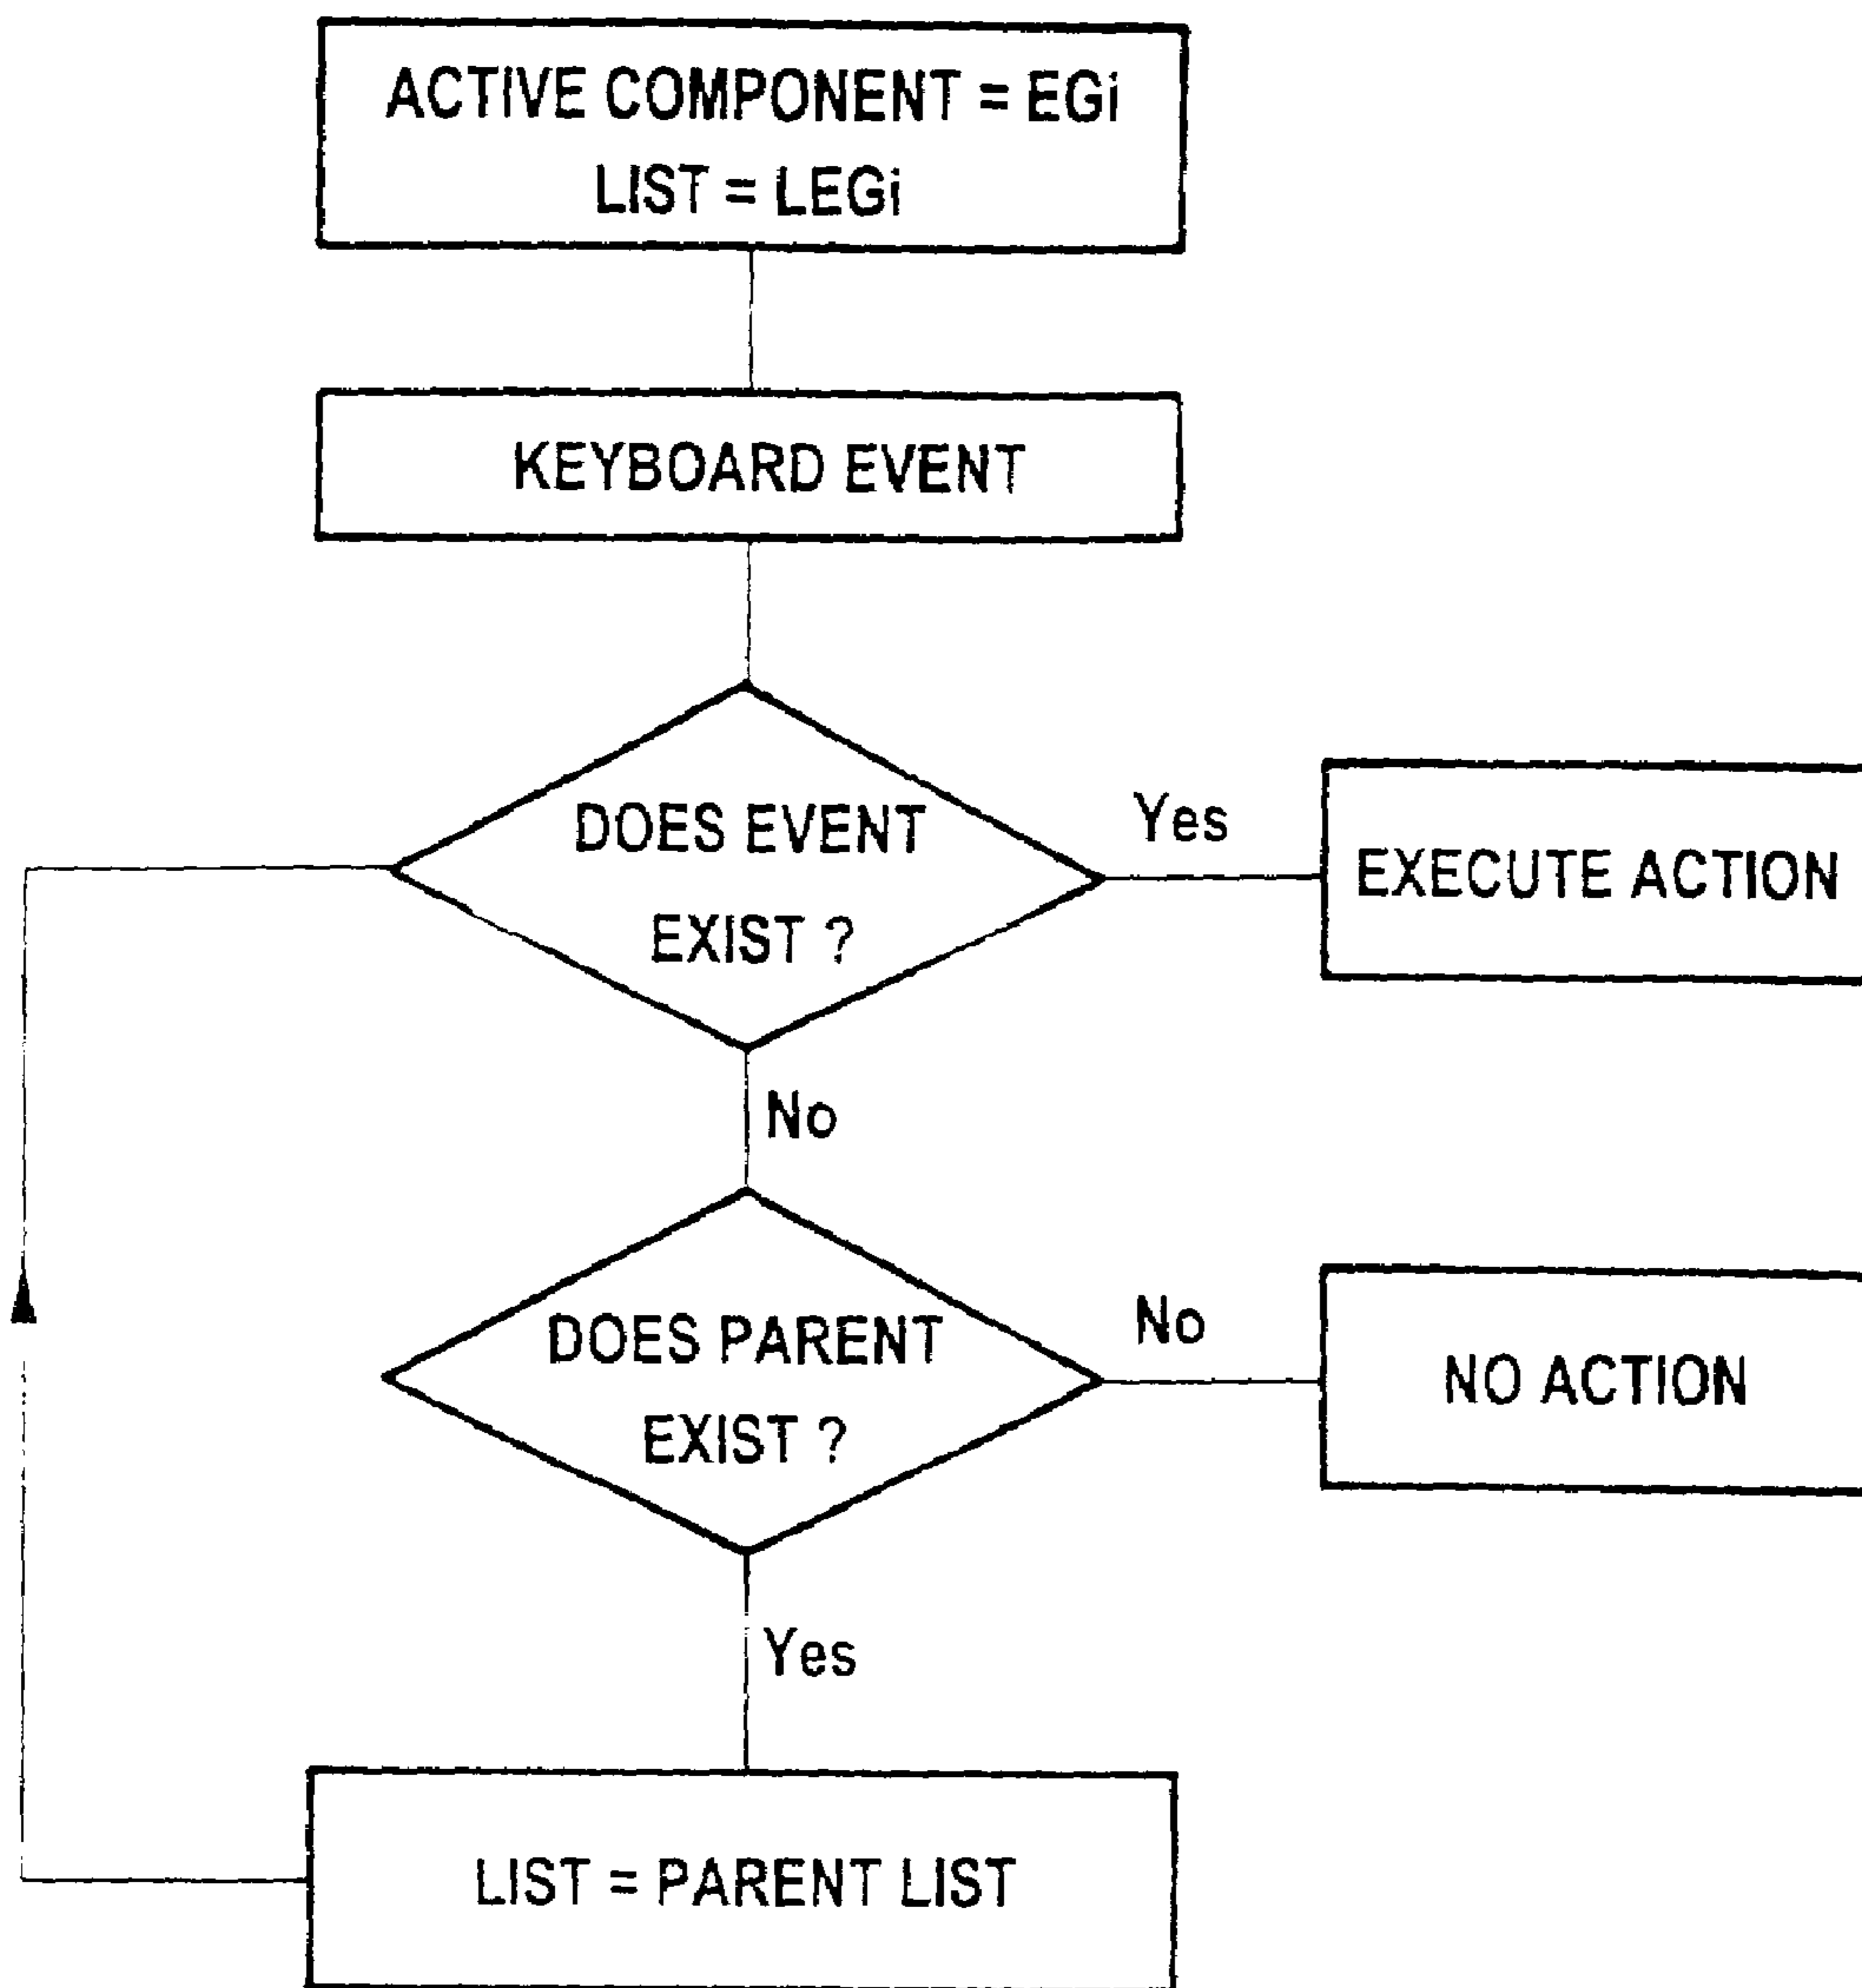 ACTIVE COMPONENT = EGi
LIST = LEGi
KEYBOARD EVENT
DOES EVENT
EXIST ?
Yes
EXECUTE ACTION
No
DOES PARENT
EXIST ?
No
NO ACTION
Yes
LIST = PARENT LIST